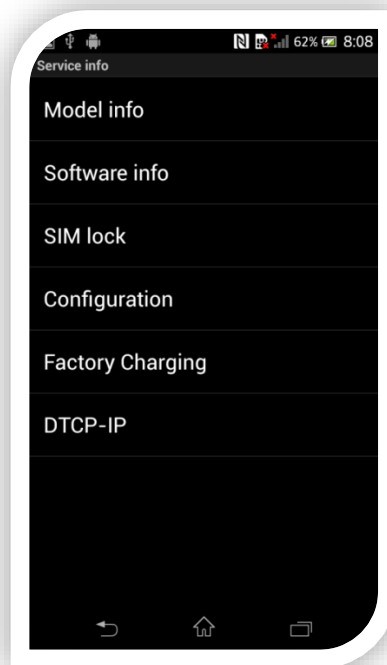 62% 8:08
Service info
Model info
Software info
SIM lock
Configuration
Factory Charging
DTCP-IP